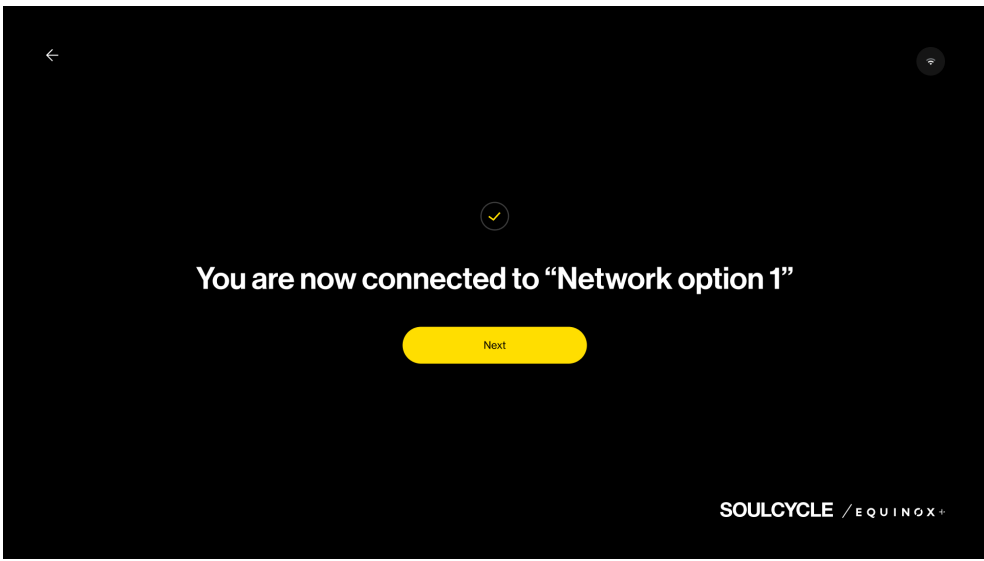 You are now connected to “Network option 1”
Next
SOULCYCLE / EQUINOX+